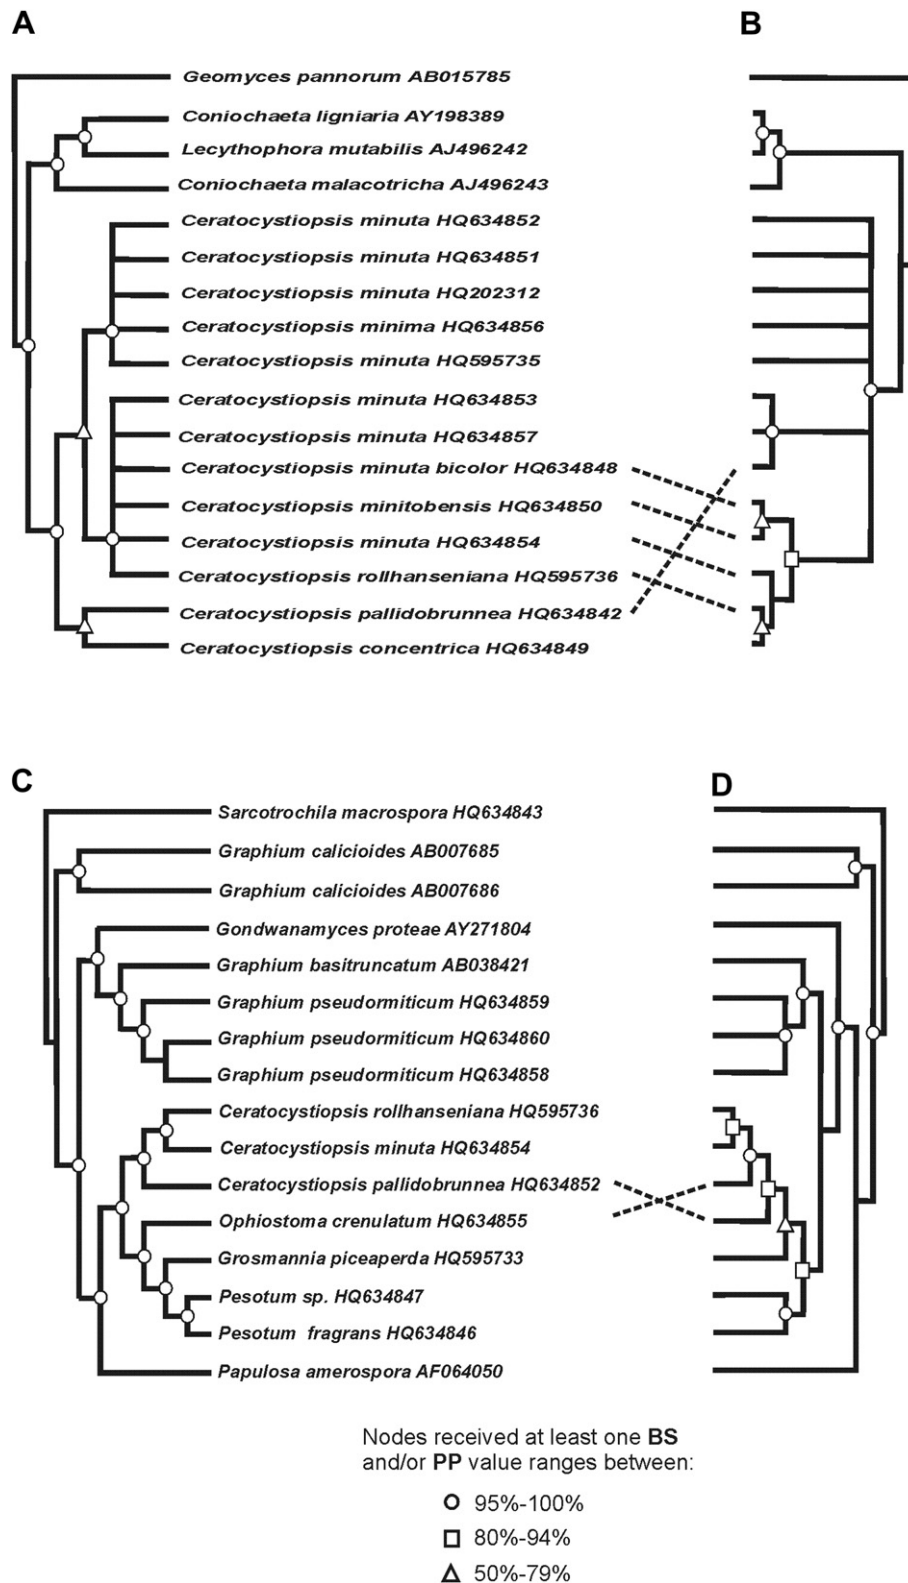 A
B
Geomyces pannorum AB015785
Coniochaeta ligniaria AY198389
Lecythophora mutabilis AJ496242
Coniochaeta malacotricha AJ496243
Ceratocystiopsis minuta HQ634852
Ceratocystiopsis minuta HQ634851
Ceratocystiopsis minuta HQ202312
Ceratocystiopsis minima HQ634856
Ceratocystiopsis minuta HQ595735
Ceratocystiopsis minuta HQ634853
Ceratocystiopsis minuta HQ634857
Ceratocystiopsis minuta bicolor HQ634848
Ceratocystiopsis minitobensis HQ634850
Ceratocystiopsis minuta HQ634854
Ceratocystiopsis rollhanseniana HQ595736
Ceratocystiopsis pallidobrunnea HQ634842
Ceratocystiopsis concentrica HQ634849
C
D
Sarcotrochila macrospora HQ634843
Graphium calicioides AB007685
Graphium calicioides AB007686
Gondwanamyces proteae AY271804
Graphium basitruncatum AB038421
Graphium pseudormiticum HQ634859
Graphium pseudormiticum HQ634860
Graphium pseudormiticum HQ634858
Ceratocystiopsis rollhanseniana HQ595736
Ceratocystiopsis minuta HQ634854
Ceratocystiopsis pallidobrunnea HQ634852
Ophiostoma crenulatum HQ634855
Grosmannia piceaperda HQ595733
Pesotum sp. HQ634847
Pesotum fragrans HQ634846
Papulosa amerospora AF064050
Nodes received at least one BS
and/or PP value ranges between:
95%-100%
80%-94%
50%-79%